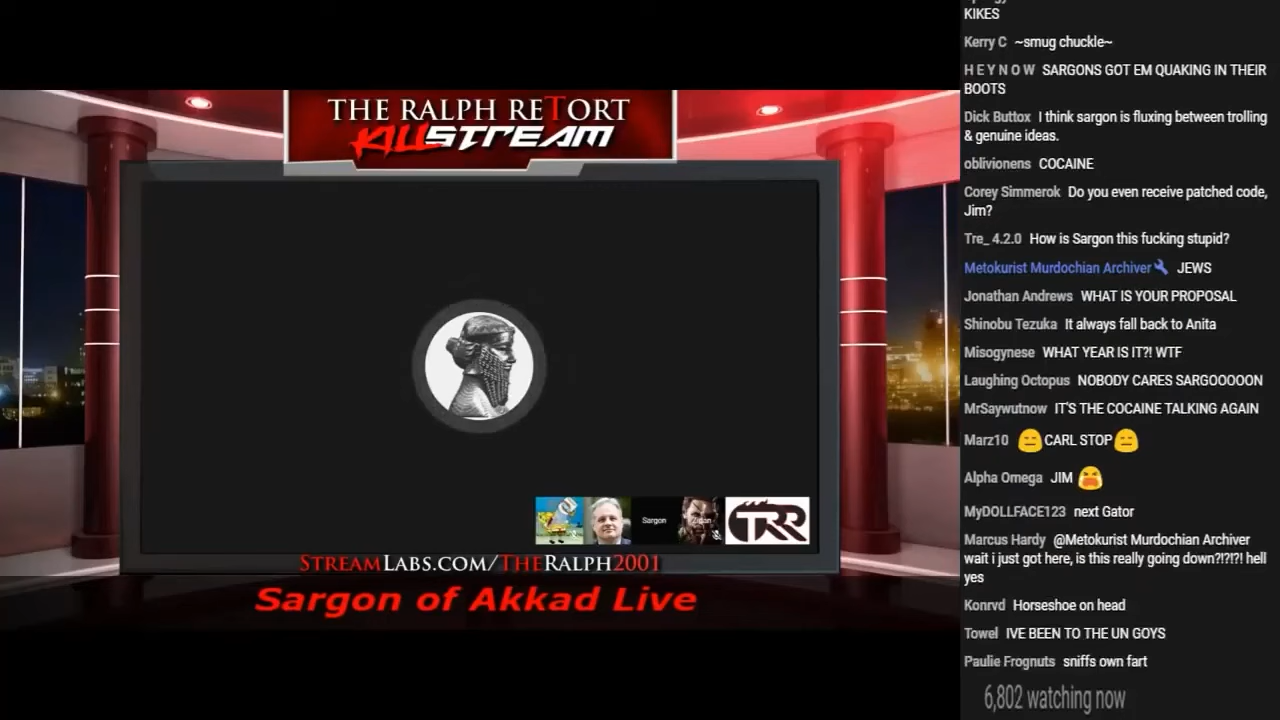 THE RALPH RETORT
KILLSTREAM
Sargon
TRR
STREAMLABS.COM/THERALPH2001
Sargon of Akkad Live
KIKES
Kerry C ~smug chuckle~
H E Y N O W SARGONS GOT EM QUAKING IN THEIR
BOOTS
Dick Buttox I think sargon is fluxing between trolling
& genuine ideas.
oblivionens COCAINE
Corey Simmerok Do you even receive patched code,
Jim?
Tre_ 4.2.0 How is Sargon this fucking stupid?
Metokurist Murdochian Archiver JEWS
Jonathan Andrews WHAT IS YOUR PROPOSAL
Shinobu Tezuka It always fall back to Anita
Misogynese WHAT YEAR IS IT?! WTF
Laughing Octopus NOBODY CARES SARGOOOOON
MrSaywutnow IT'S THE COCAINE TALKING AGAIN
Marz10 😑CARL STOP😑
Alpha Omega JIM 😫
MyDOLLFACE123 next Gator
Marcus Hardy @Metokurist Murdochian Archiver
wait i just got here, is this really going down?!?!?! hell
yes
Konrvd Horseshoe on head
Towel IVE BEEN TO THE UN GOYS
Paulie Frognuts sniffs own fart
6,802 watching now